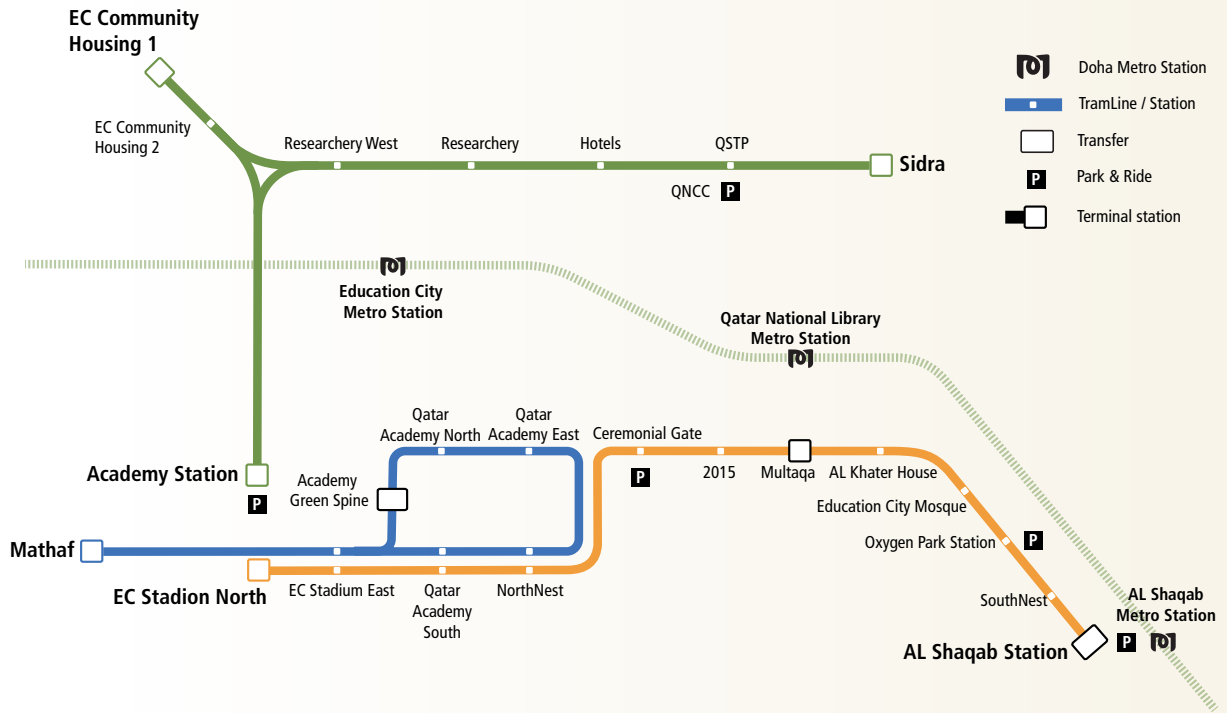 EC Community
Housing 1
EC Community
Housing 2
Researchery West
Researchery
Hotels
QSTP
QNCC P
Sidra
Doha Metro Station
TramLine / Station
Transfer
P Park & Ride
Terminal station
Education City
Metro Station
Qatar National Library
Metro Station
Academy Station
P
Academy
Green Spine
Qatar
Academy North
Qatar
Academy East
Ceremonial Gate
P
2015
Multaqa
AL Khater House
Education City Mosque
Oxygen Park Station
P
SouthNest
AL Shaqab
Metro Station
AL Shaqab Station
P
Mathaf
EC Stadion North
EC Stadium East
Qatar
Academy
South
NorthNest